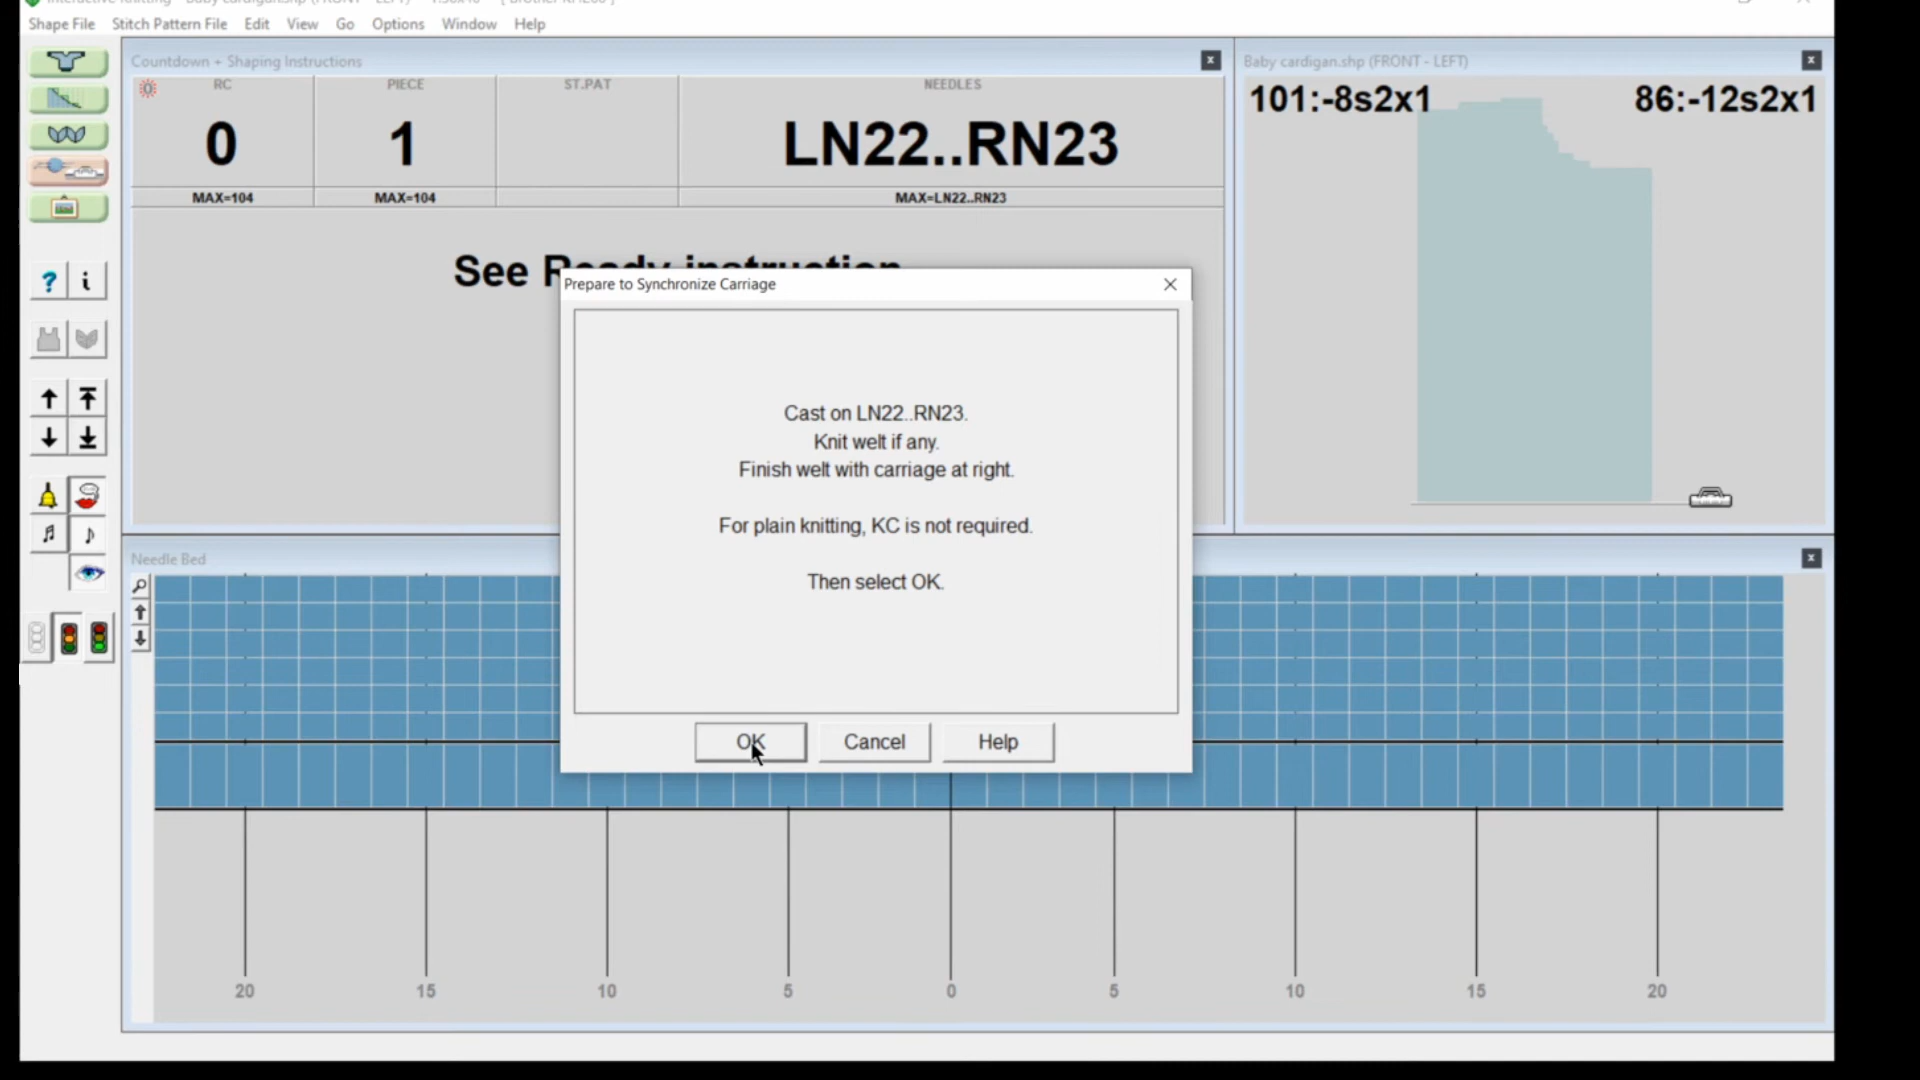 Shape File Stitch Pattern File Edit View Go Options Window Help
Countdown + Shaping Instructions
RC PIECE ST.PAT NEEDLES
0 1 LN22..RN23
MAX=104 MAX=104 MAX=LN22..RN23
See Ready instruction
Baby cardigan.shp (FRONT - LEFT)
101:-8s2x1 86:-12s2x1
Prepare to Synchronize Carriage
Cast on LN22..RN23.
Knit welt if any.
Finish welt with carriage at right.
For plain knitting, KC is not required.
Then select OK.
OK Cancel Help
Needle Bed
20 15 10 5 0 5 10 15 20